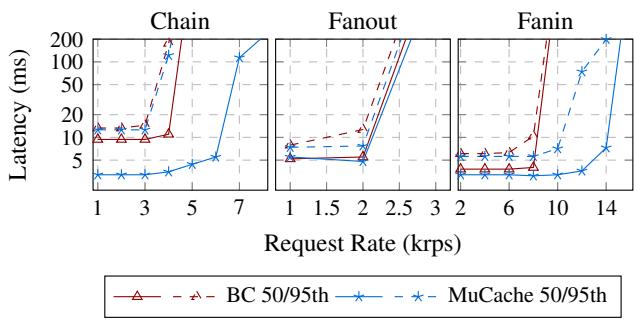 Chain Fanout Fanin
Latency (ms)
200
100
50
20
10
5
1 3 5 7 1 1.5 2 2.5 3 2 6 10 14
Request Rate (krps)
BC 50/95th MuCache 50/95th